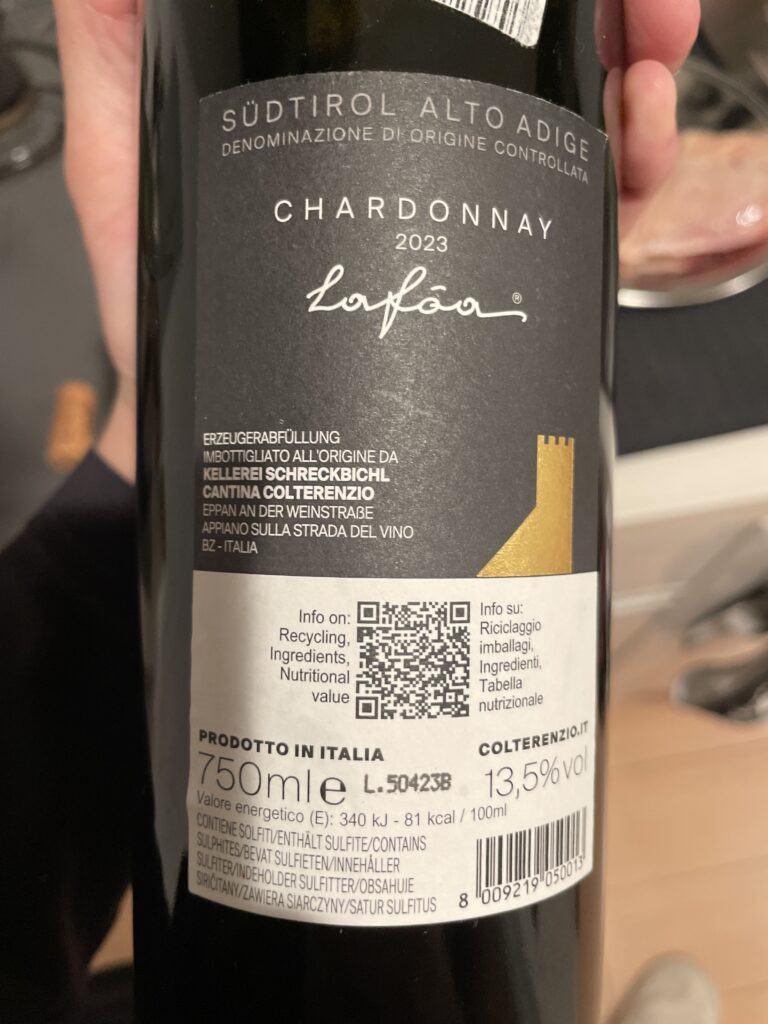 SÜDTIROL ALTO ADIGE
DENOMINAZIONE DI ORIGINE CONTROLLATA
CHARDONNAY
2023
Lafóa ®
ERZEUGERABFÜLLUNG
IMBOTTIGLIATO ALL'ORIGINE DA
KELLEREI SCHRECKBICHL
CANTINA COLTERENZIO
EPPAN AN DER WEINSTRAßE
APPIANO SULLA STRADA DEL VINO
BZ - ITALIA
Info on:
Recycling,
Ingredients,
Nutritional
value
Info su:
Riciclaggio
imballagi,
Ingredienti,
Tabella
nutrizionale
PRODOTTO IN ITALIA
COLTERENZIO.IT
750ml e L.50423B 13,5%vol
Valore energetico (E): 340 kJ - 81 kcal / 100ml
CONTIENE SOLFITI/ENTHÄLT SULFITE/CONTAINS
SULPHITES/BEVAT SULFIETEN/INNEHÅLLER
SULFITER/INDEHOLDER SULFITTER/OBSAHUJE
SIRIČITANY/ZAWIERA SIARCZYNY/SATUR SULFITUS
8 009219 050013